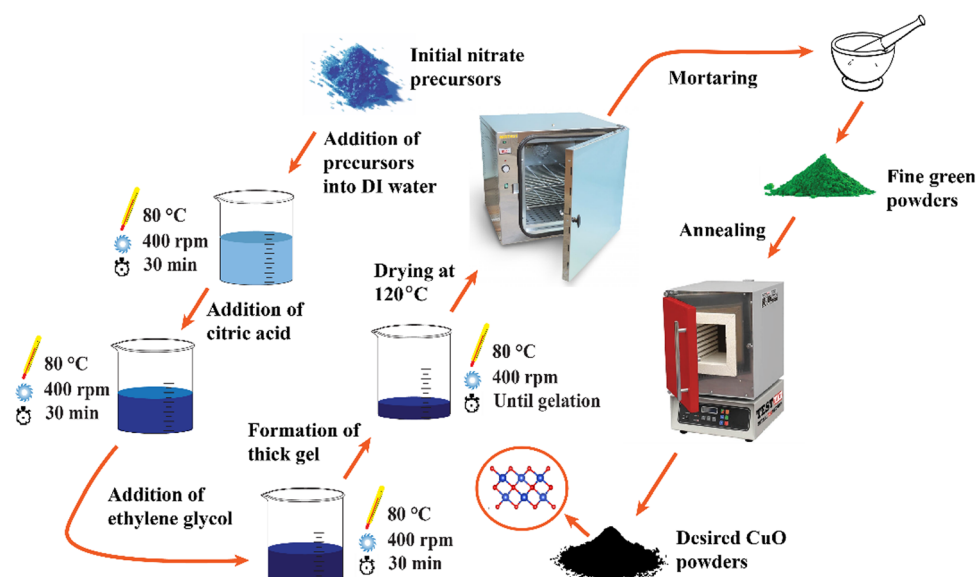 Initial nitrate
precursors
Addition of
precursors
into DI water
80 °C
400 rpm
30 min
Addition of
citric acid
80 °C
400 rpm
30 min
Addition of
ethylene glycol
80 °C
400 rpm
30 min
Formation of
thick gel
80 °C
400 rpm
Until gelation
Drying at
120°C
Mortaring
Fine green
powders
Annealing
Desired CuO
powders